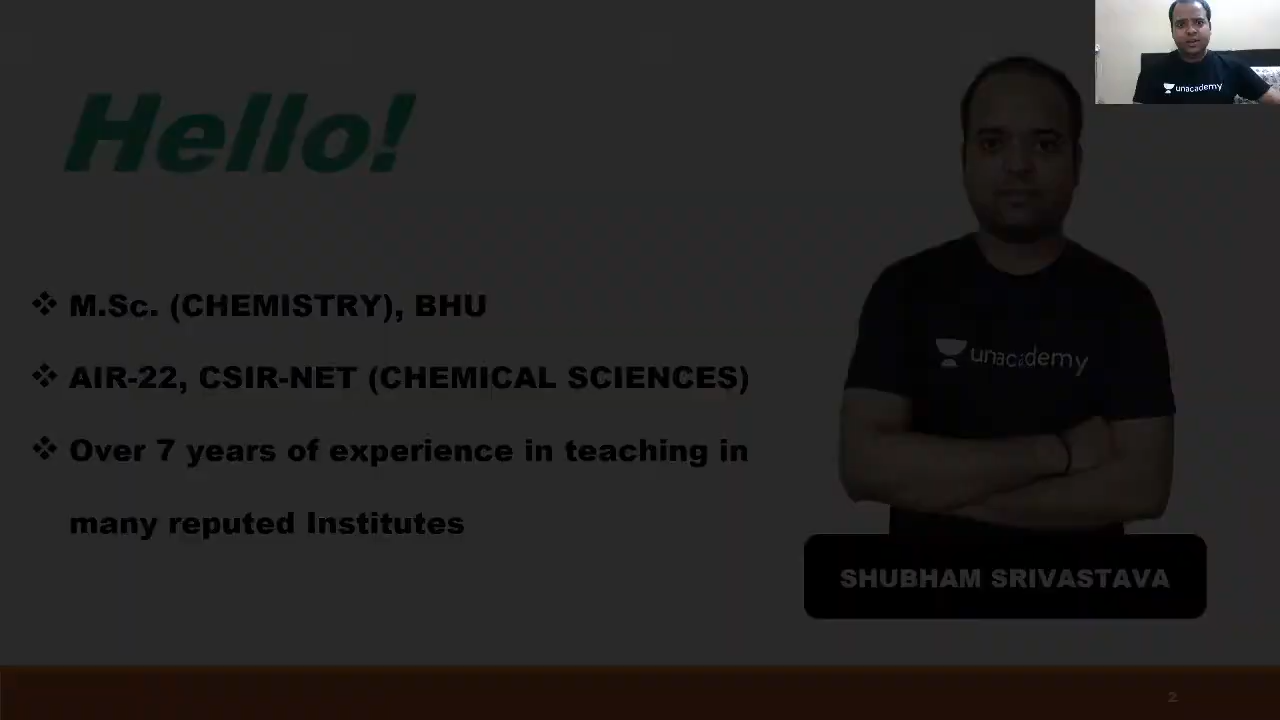 Hello!
❖ M.Sc. (CHEMISTRY), BHU
❖ AIR-22, CSIR-NET (CHEMICAL SCIENCES)
❖ Over 7 years of experience in teaching in
many reputed Institutes
unacademy
SHUBHAM SRIVASTAVA
unacademy
2